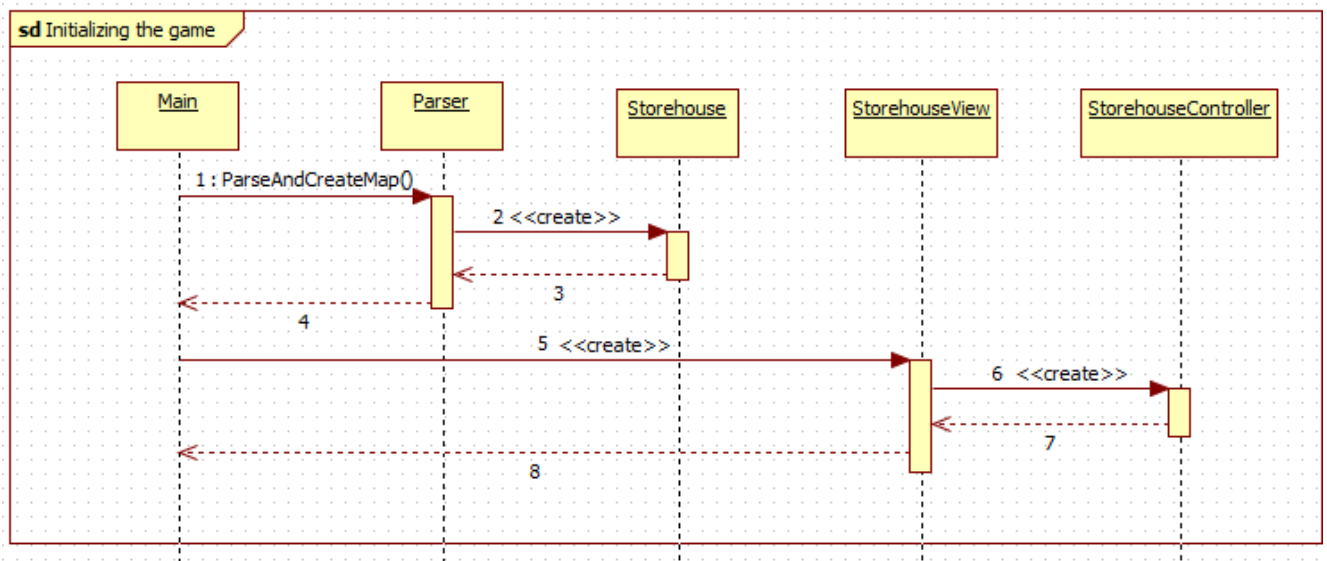 sd Initializing the game
Main
Parser
Storehouse
StorehouseView
StorehouseController
1 : ParseAndCreateMap()
2 <<create>>
3
4
5 <<create>>
6 <<create>>
7
8